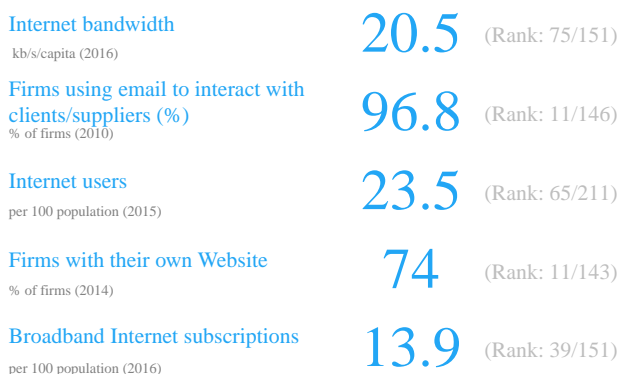 Internet bandwidth
kb/s/capita (2016)
20.5
(Rank: 75/151)
Firms using email to interact with
clients/suppliers (%)
% of firms (2010)
96.8
(Rank: 11/146)
Internet users
per 100 population (2015)
23.5
(Rank: 65/211)
Firms with their own Website
% of firms (2014)
74
(Rank: 11/143)
Broadband Internet subscriptions
per 100 population (2016)
13.9
(Rank: 39/151)